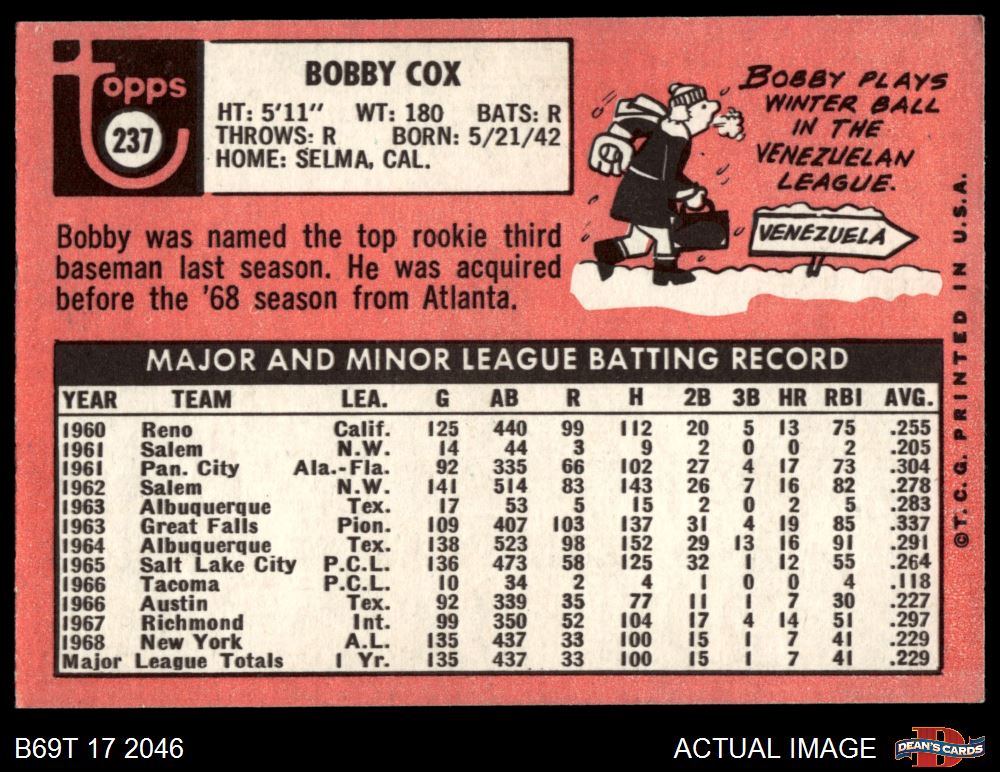 topps
237
BOBBY COX
HT: 5'11" WT: 180 BATS: R
THROWS: R BORN: 5/21/42
HOME: SELMA, CAL.
BOBBY PLAYS
WINTER BALL
IN THE
VENEZUELAN
LEAGUE.
VENEZUELA
Bobby was named the top rookie third
baseman last season. He was acquired
before the '68 season from Atlanta.
MAJOR AND MINOR LEAGUE BATTING RECORD
YEAR TEAM LEA. G AB R H 2B 3B HR RBI AVG.
1960 Reno Calif. 125 440 99 112 20 5 13 75 .255
1961 Salem N.W. 14 44 3 9 2 0 0 2 .205
1961 Pan. City Ala.-Fla. 92 335 66 102 27 4 17 73 .304
1962 Salem N.W. 141 514 83 143 26 7 16 82 .278
1963 Albuquerque Tex. 17 53 5 15 2 0 2 5 .283
1963 Great Falls Pion. 109 407 103 137 31 4 19 85 .337
1964 Albuquerque Tex. 138 523 98 152 29 13 16 91 .291
1965 Salt Lake City P.C.L. 136 473 58 125 32 1 12 55 .264
1966 Tacoma P.C.L. 10 34 2 4 1 0 0 4 .118
1966 Austin Tex. 92 339 35 77 11 1 7 30 .227
1967 Richmond Int. 99 350 52 104 17 4 14 51 .297
1968 New York A.L. 135 437 33 100 15 1 7 41 .229
Major League Totals 1 Yr. 135 437 33 100 15 1 7 41 .229
©T.C.G. PRINTED IN U.S.A.
B69T 17 2046
ACTUAL IMAGE
DEAN'S CARDS